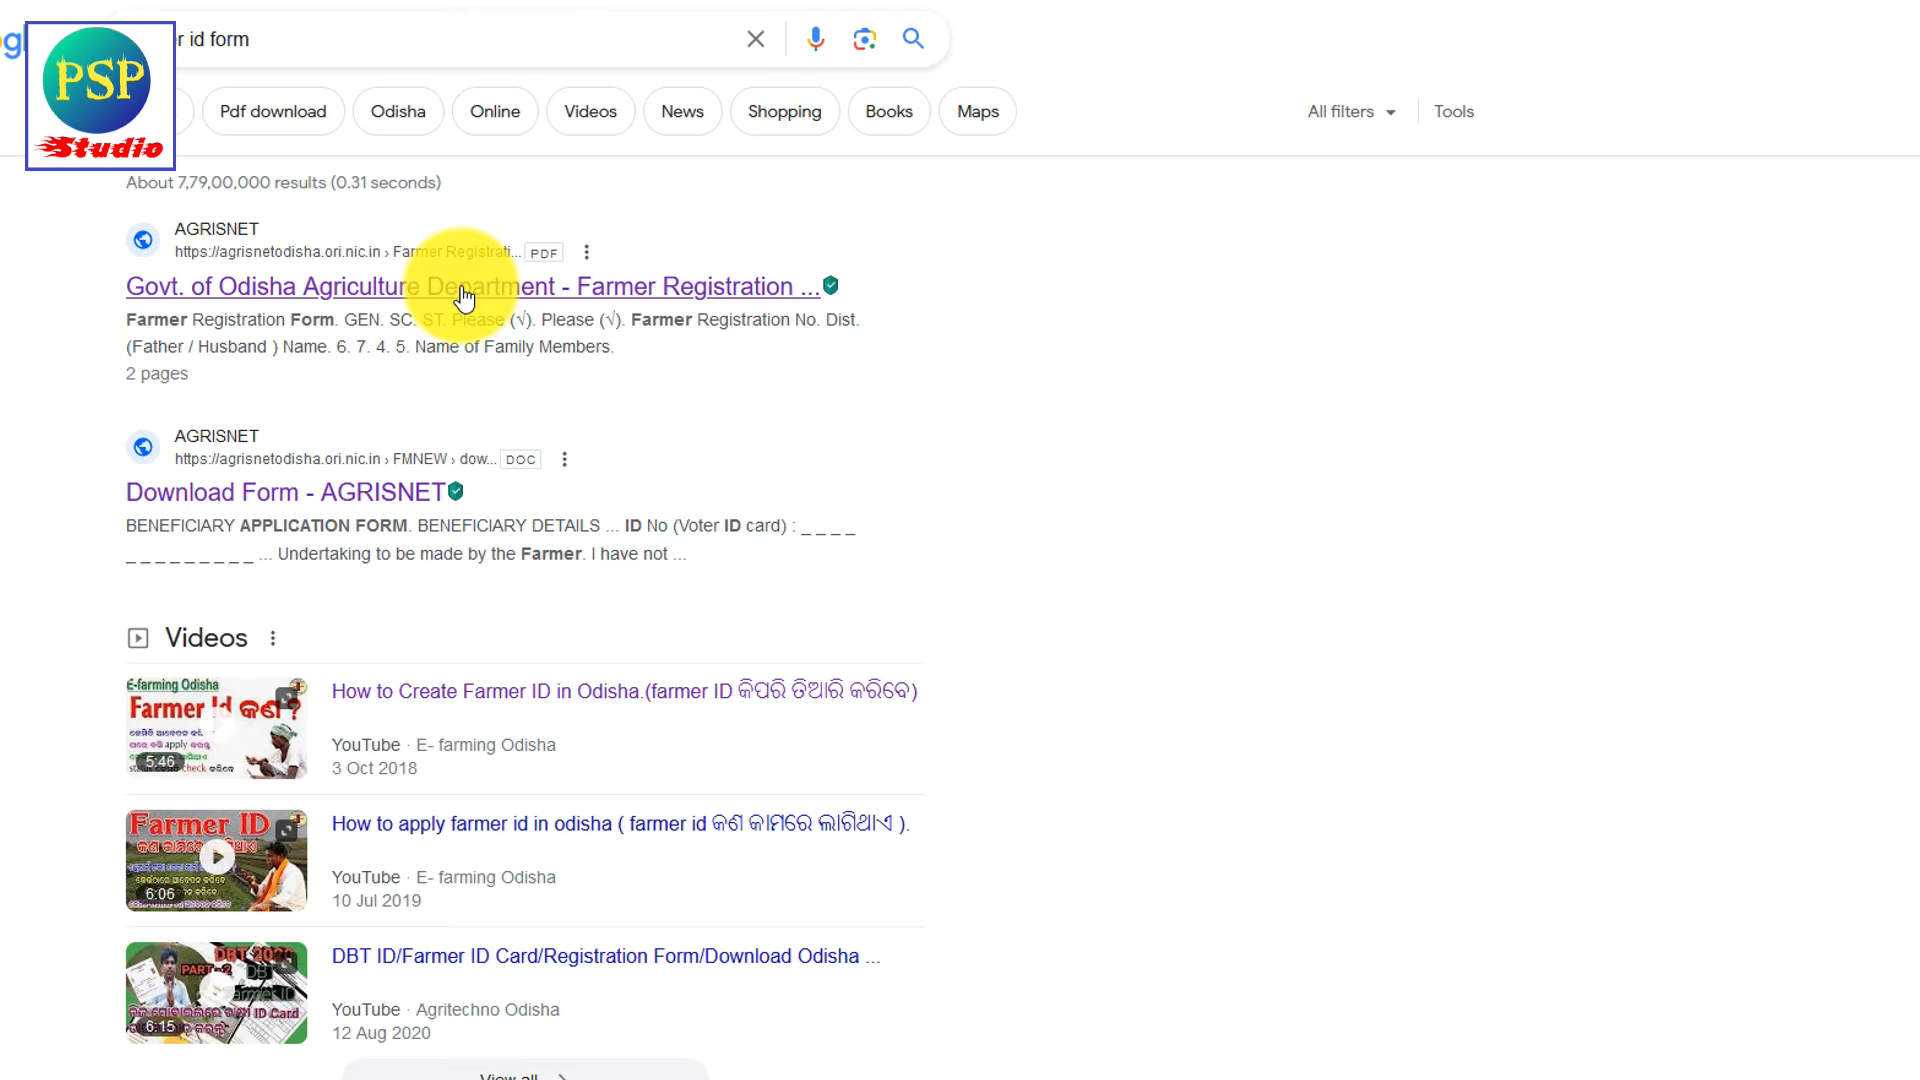 PSP
Studio
r id form
Pdf download
Odisha
Online
Videos
News
Shopping
Books
Maps
All filters
Tools
About 7,79,00,000 results (0.31 seconds)
AGRISNET
https://agrisnetodisha.ori.nic.in › Farmer Registrati... PDF
Govt. of Odisha Agriculture Department - Farmer Registration ...
Farmer Registration Form. GEN. SC. ST. Please (√). Please (√). Farmer Registration No. Dist.
(Father / Husband ) Name. 6. 7. 4. 5. Name of Family Members.
2 pages
AGRISNET
https://agrisnetodisha.ori.nic.in › FMNEW › dow... DOC
Download Form - AGRISNET
BENEFICIARY APPLICATION FORM. BENEFICIARY DETAILS ... ID No (Voter ID card) : _ _ _ _
_ _ _ _ _ _ _ _ _ ... Undertaking to be made by the Farmer. I have not ...
Videos
E-farming Odisha
Farmer Id କଣ ?
5:46
How to Create Farmer ID in Odisha.(farmer ID କିପରି ତିଆରି କରିବେ)
YouTube · E- farming Odisha
3 Oct 2018
Farmer ID
6:06
How to apply farmer id in odisha ( farmer id କଣ କାମରେ ଲାଗିଥାଏ ).
YouTube · E- farming Odisha
10 Jul 2019
DBT 2020
PART-2
6:15
DBT ID/Farmer ID Card/Registration Form/Download Odisha ...
YouTube · Agritechno Odisha
12 Aug 2020
View all